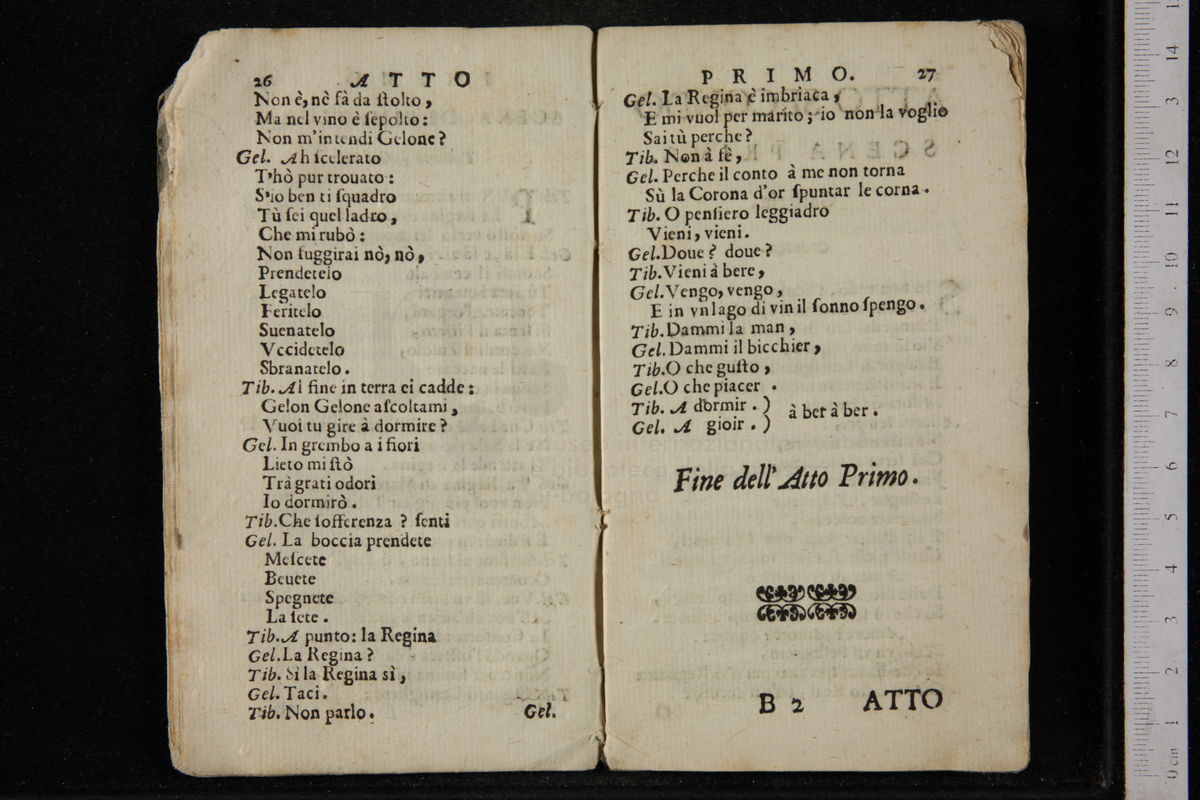 26 ATTO
Non è, nè fà da ſtolto,
Ma nel vino è ſepolto:
Non m'intendi Gelone?
Gel. Ah ſcelerato
T'hò pur trouato:
S'io ben ti ſquadro
Tù ſei quel ladro,
Che mi rubò:
Non fuggirai nò, nò,
Prendetelo
Legatelo
Feritelo
Suenatelo
Vccidetelo
Sbranatelo.
Tib. Al fine in terra ei cadde:
Gelon Gelone aſcoltami,
Vuoi tu gire à dormire?
Gel. In grembo a i fiori
Lieto mi ſtò
Trà grati odori
Io dormirò.
Tib. Che ſofferenza? ſenti
Gel. La boccia prendete
Meſcete
Beuete
Spegnete
La ſete.
Tib. A punto: la Regina
Gel. La Regina?
Tib. Sì la Regina sì,
Gel. Taci.
Tib. Non parlo.
Gel.
PRIMO. 27
Gel. La Regina è imbriaca,
E mi vuol per marito; io non la voglio
Sai tù perche?
Tib. Non à fè,
Gel. Perche il conto à me non torna
Sù la Corona d'or ſpuntar le corna.
Tib. O penſiero leggiadro
Vieni, vieni.
Gel. Doue? doue?
Tib. Vieni à bere,
Gel. Vengo, vengo,
E in vn lago di vin il ſonno ſpengo.
Tib. Dammi la man,
Gel. Dammi il bicchier,
Tib. O che guſto,
Gel. O che piacer.
Tib. A dormir. )
à ber à ber.
Gel. A gioir. )
Fine dell'Atto Primo.
B 2 ATTO